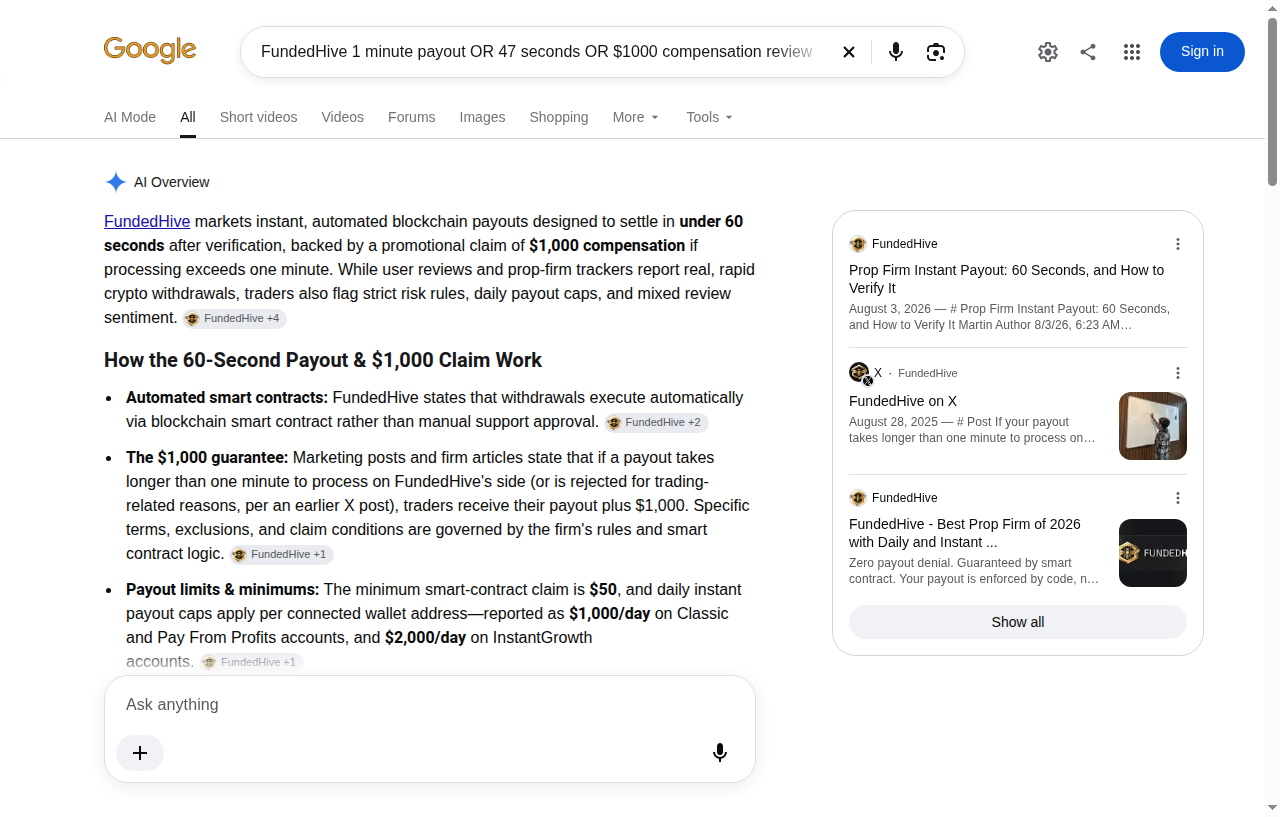 Google
FundedHive 1 minute payout OR 47 seconds OR $1000 compensation review
Sign in
AI Mode
All
Short videos
Videos
Forums
Images
Shopping
More
Tools
AI Overview
FundedHive markets instant, automated blockchain payouts designed to settle in under 60
seconds after verification, backed by a promotional claim of $1,000 compensation if
processing exceeds one minute. While user reviews and prop-firm trackers report real, rapid
crypto withdrawals, traders also flag strict risk rules, daily payout caps, and mixed review
sentiment. FundedHive +4
How the 60-Second Payout & $1,000 Claim Work
• Automated smart contracts: FundedHive states that withdrawals execute automatically
via blockchain smart contract rather than manual support approval. FundedHive +2
• The $1,000 guarantee: Marketing posts and firm articles state that if a payout takes
longer than one minute to process on FundedHive's side (or is rejected for trading-
related reasons, per an earlier X post), traders receive their payout plus $1,000. Specific
terms, exclusions, and claim conditions are governed by the firm's rules and smart
contract logic. FundedHive +1
• Payout limits & minimums: The minimum smart-contract claim is $50, and daily instant
payout caps apply per connected wallet address—reported as $1,000/day on Classic
and Pay From Profits accounts, and $2,000/day on InstantGrowth
accounts. FundedHive +1
Ask anything
FundedHive
Prop Firm Instant Payout: 60 Seconds, and How to
Verify It
August 3, 2026 — # Prop Firm Instant Payout: 60 Seconds,
and How to Verify It Martin Author 8/3/26, 6:23 AM…
X · FundedHive
FundedHive on X
August 28, 2025 — # Post If your payout
takes longer than one minute to process on…
FundedHive
FundedHive - Best Prop Firm of 2026
with Daily and Instant ...
Zero payout denial. Guaranteed by smart
contract. Your payout is enforced by code, n…
FUNDEDH
Show all